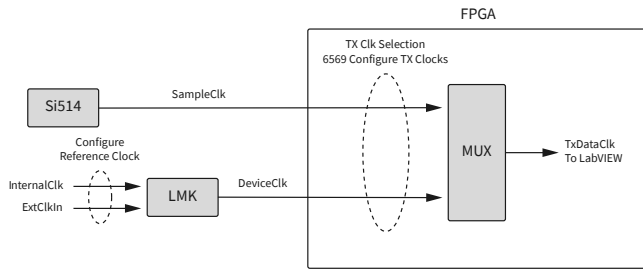 FPGA
TX Clk Selection
6569 Configure TX Clocks
SampleClk
Si514
MUX
TxDataClk
To LabVIEW
Configure
Reference Clock
InternalClk
ExtClkIn
LMK
DeviceClk